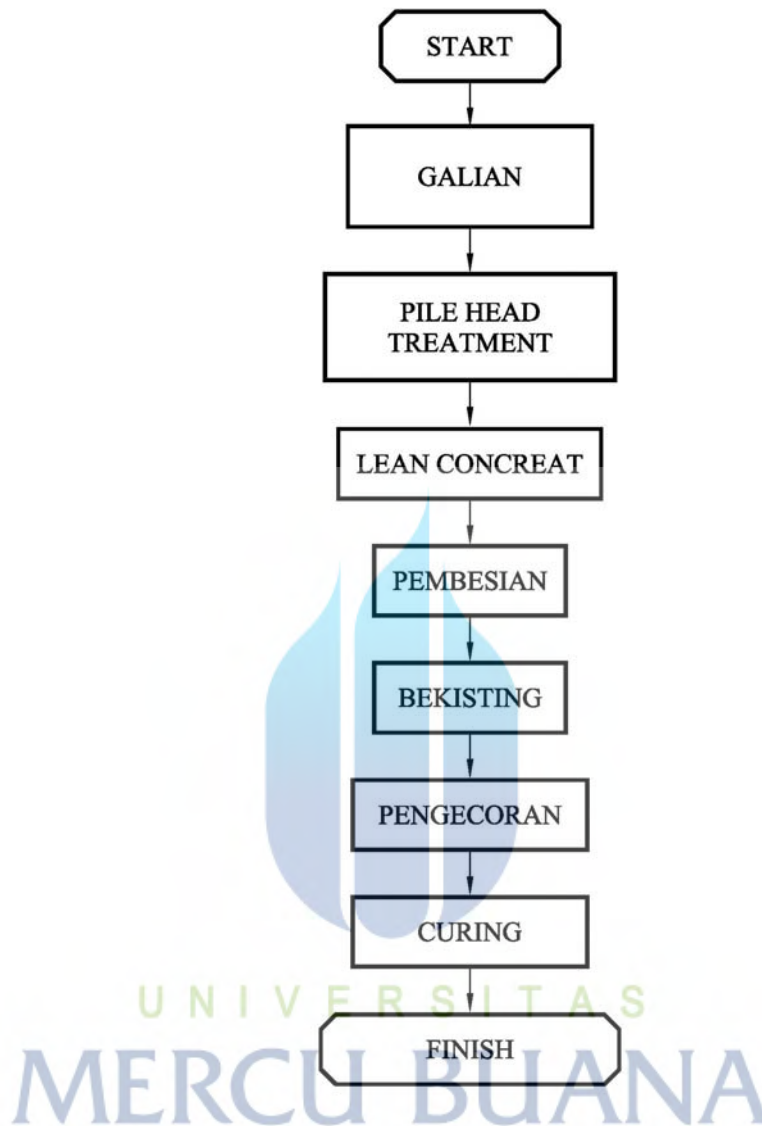 START
GALIAN
PILE HEAD
TREATMENT
LEAN CONCREAT
PEMBESIAN
BEKISTING
PENGECORAN
CURING
UNIVERSITAS
FINISH
MERCU BUANA